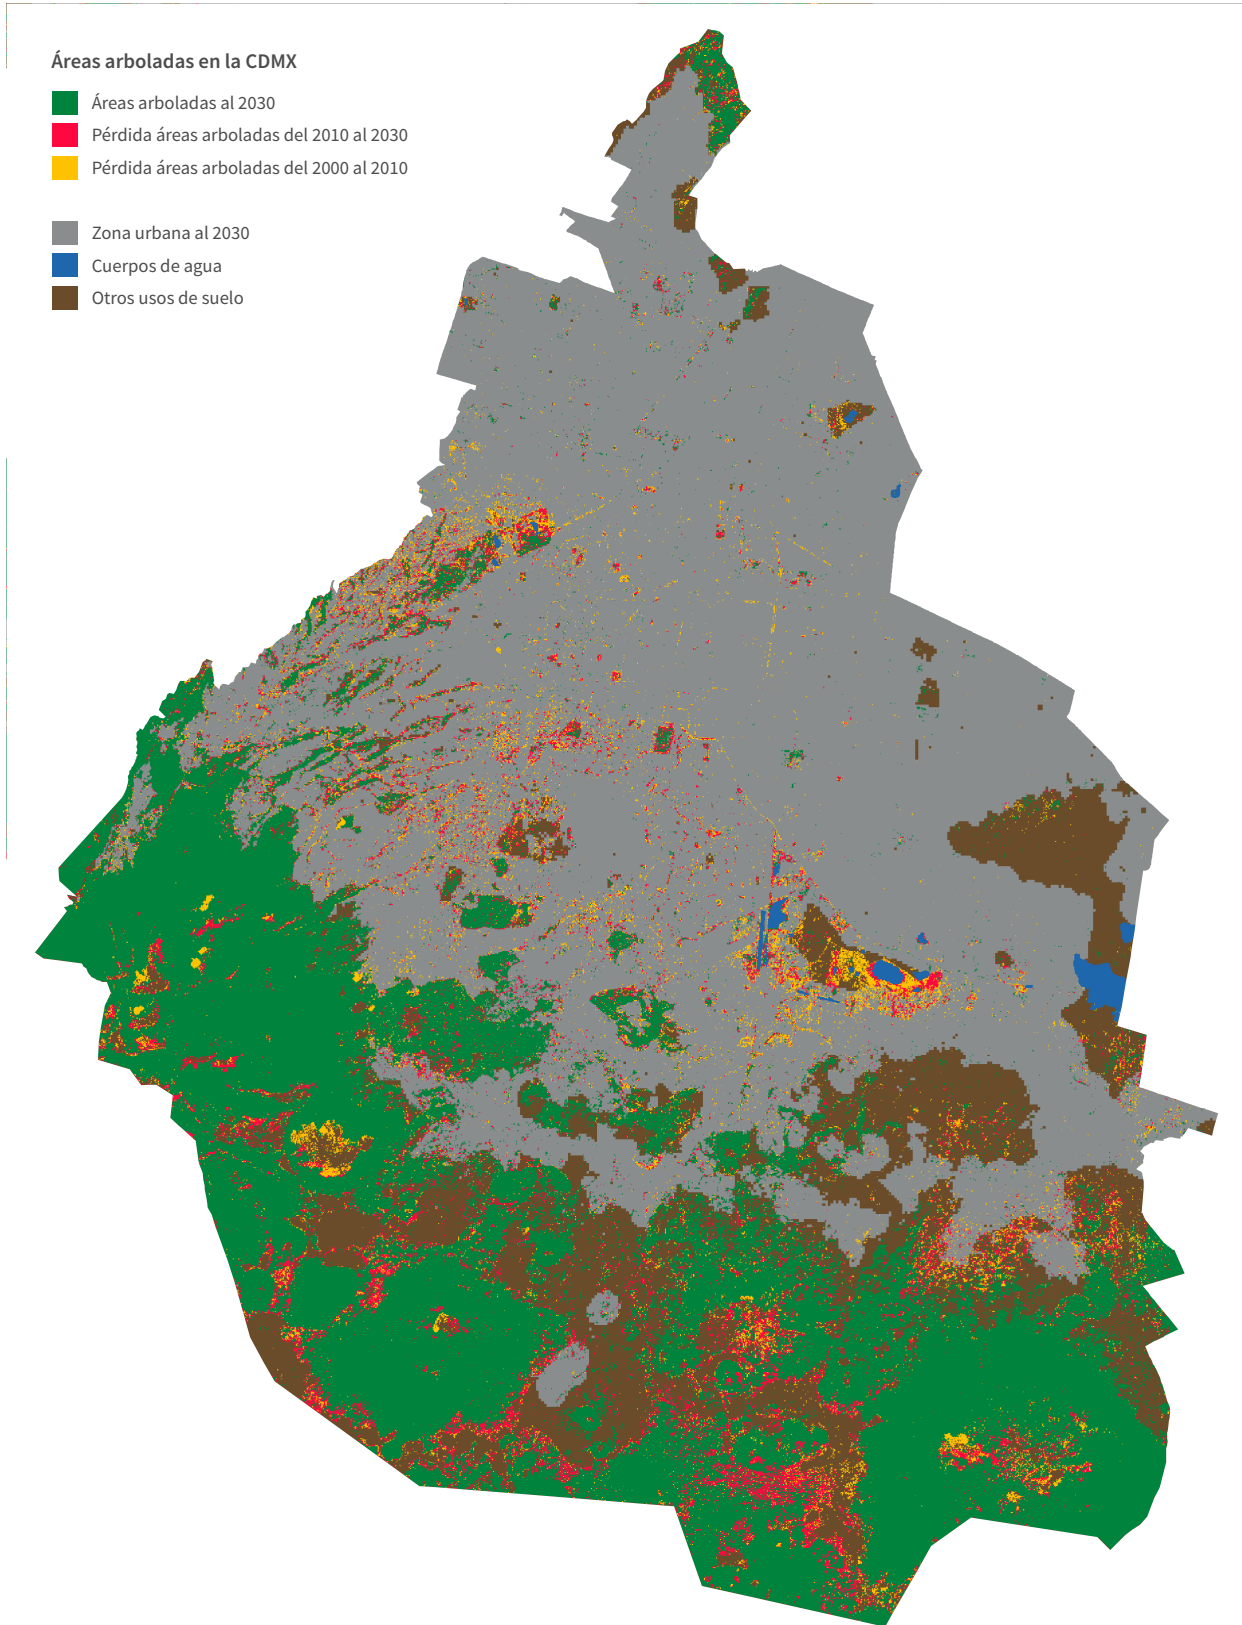 Áreas arboladas en la CDMX
Áreas arboladas al 2030
Pérdida áreas arboladas del 2010 al 2030
Pérdida áreas arboladas del 2000 al 2010
Zona urbana al 2030
Cuerpos de agua
Otros usos de suelo